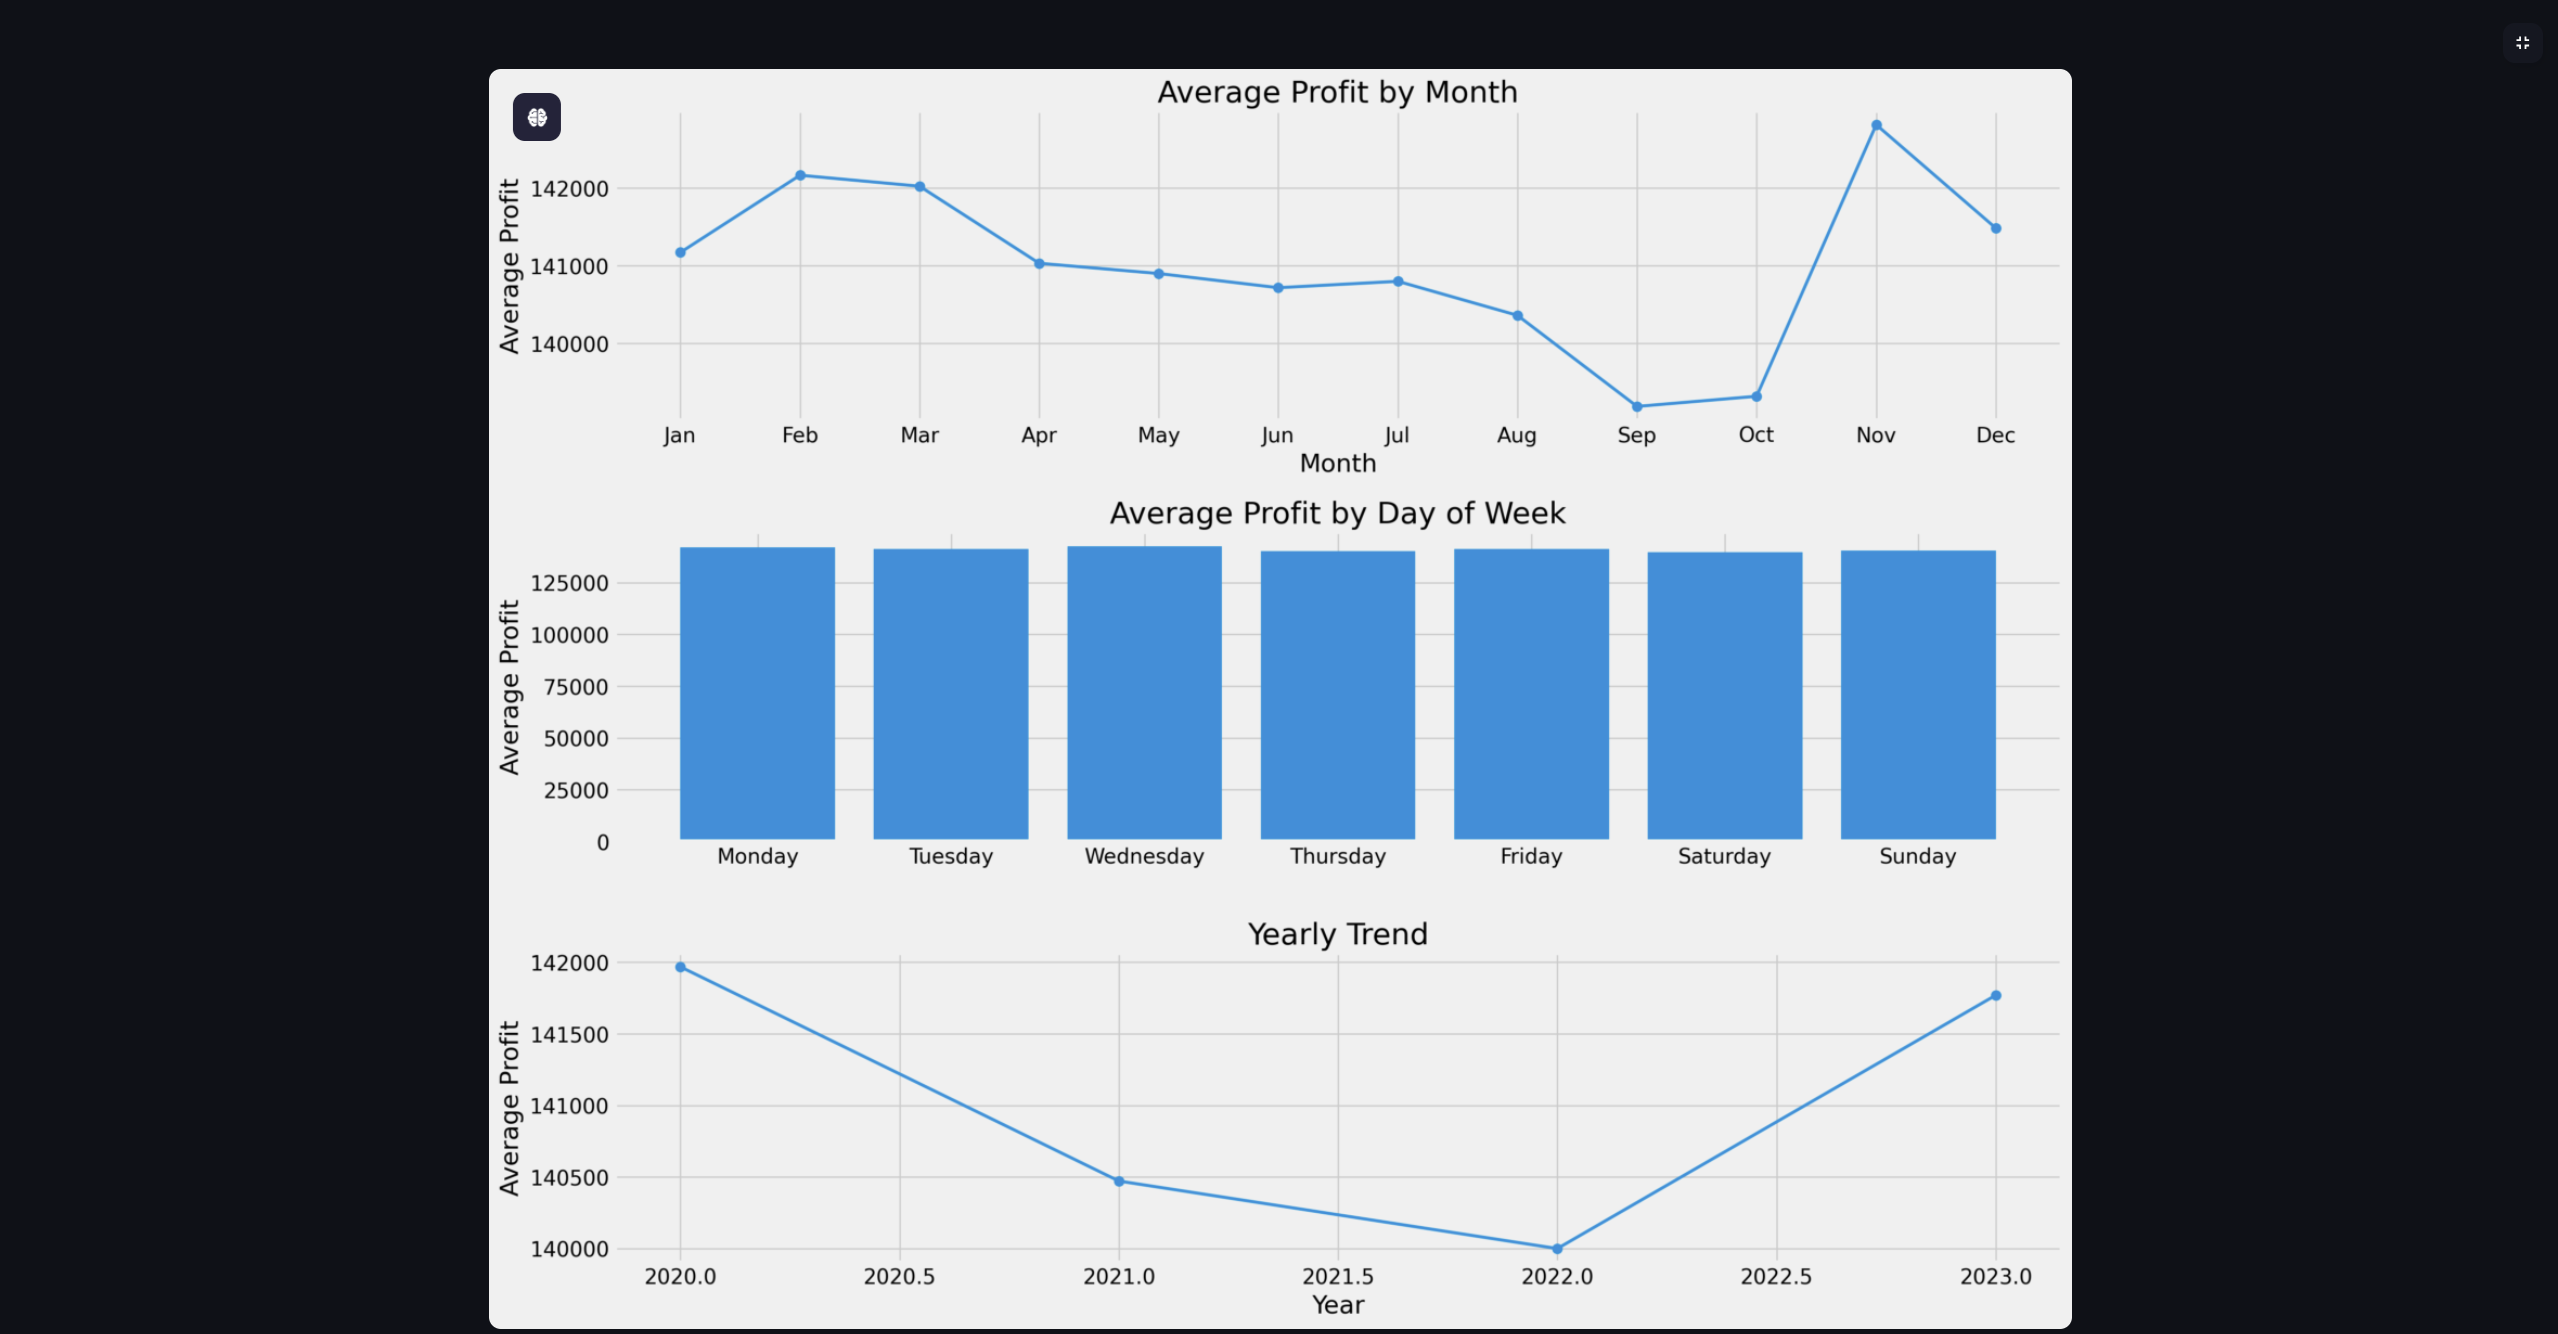 Average Profit by Month
Average Profit
142000
141000
140000
Jan Feb Mar Apr May Jun Jul Aug Sep Oct Nov Dec
Month
Average Profit by Day of Week
Average Profit
125000
100000
75000
50000
25000
0
Monday Tuesday Wednesday Thursday Friday Saturday Sunday
Yearly Trend
Average Profit
142000
141500
141000
140500
140000
2020.0 2020.5 2021.0 2021.5 2022.0 2022.5 2023.0
Year